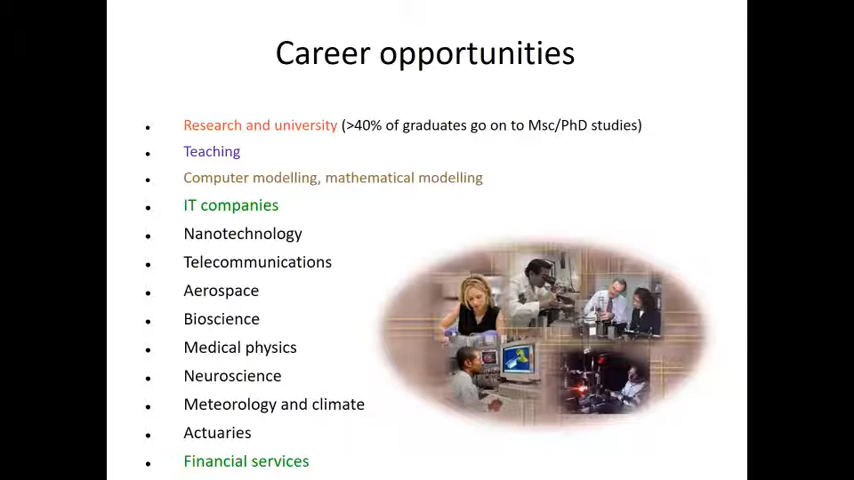 Career opportunities
• Research and university (>40% of graduates go on to Msc/PhD studies)
• Teaching
• Computer modelling, mathematical modelling
• IT companies
• Nanotechnology
• Telecommunications
• Aerospace
• Bioscience
• Medical physics
• Neuroscience
• Meteorology and climate
• Actuaries
• Financial services